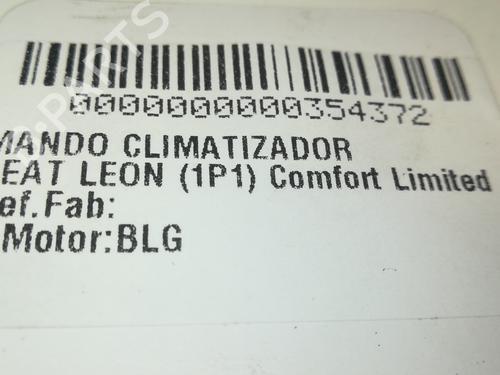 0000000000354372
MANDO CLIMATIZADOR
EAT LEON (1P1) Comfort Limited
ef.Fab:
Motor:BLG